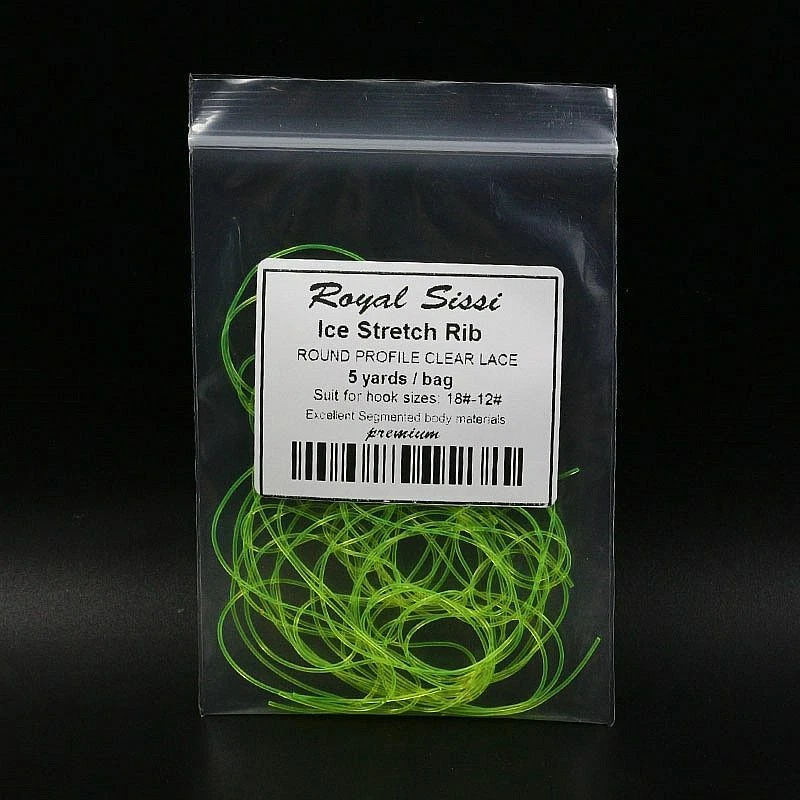 Royal Sissi
Ice Stretch Rib
ROUND PROFILE CLEAR LACE
5 yards / bag
Suit for hook sizes: 18#-12#
Excellent Segmented body materials
premium